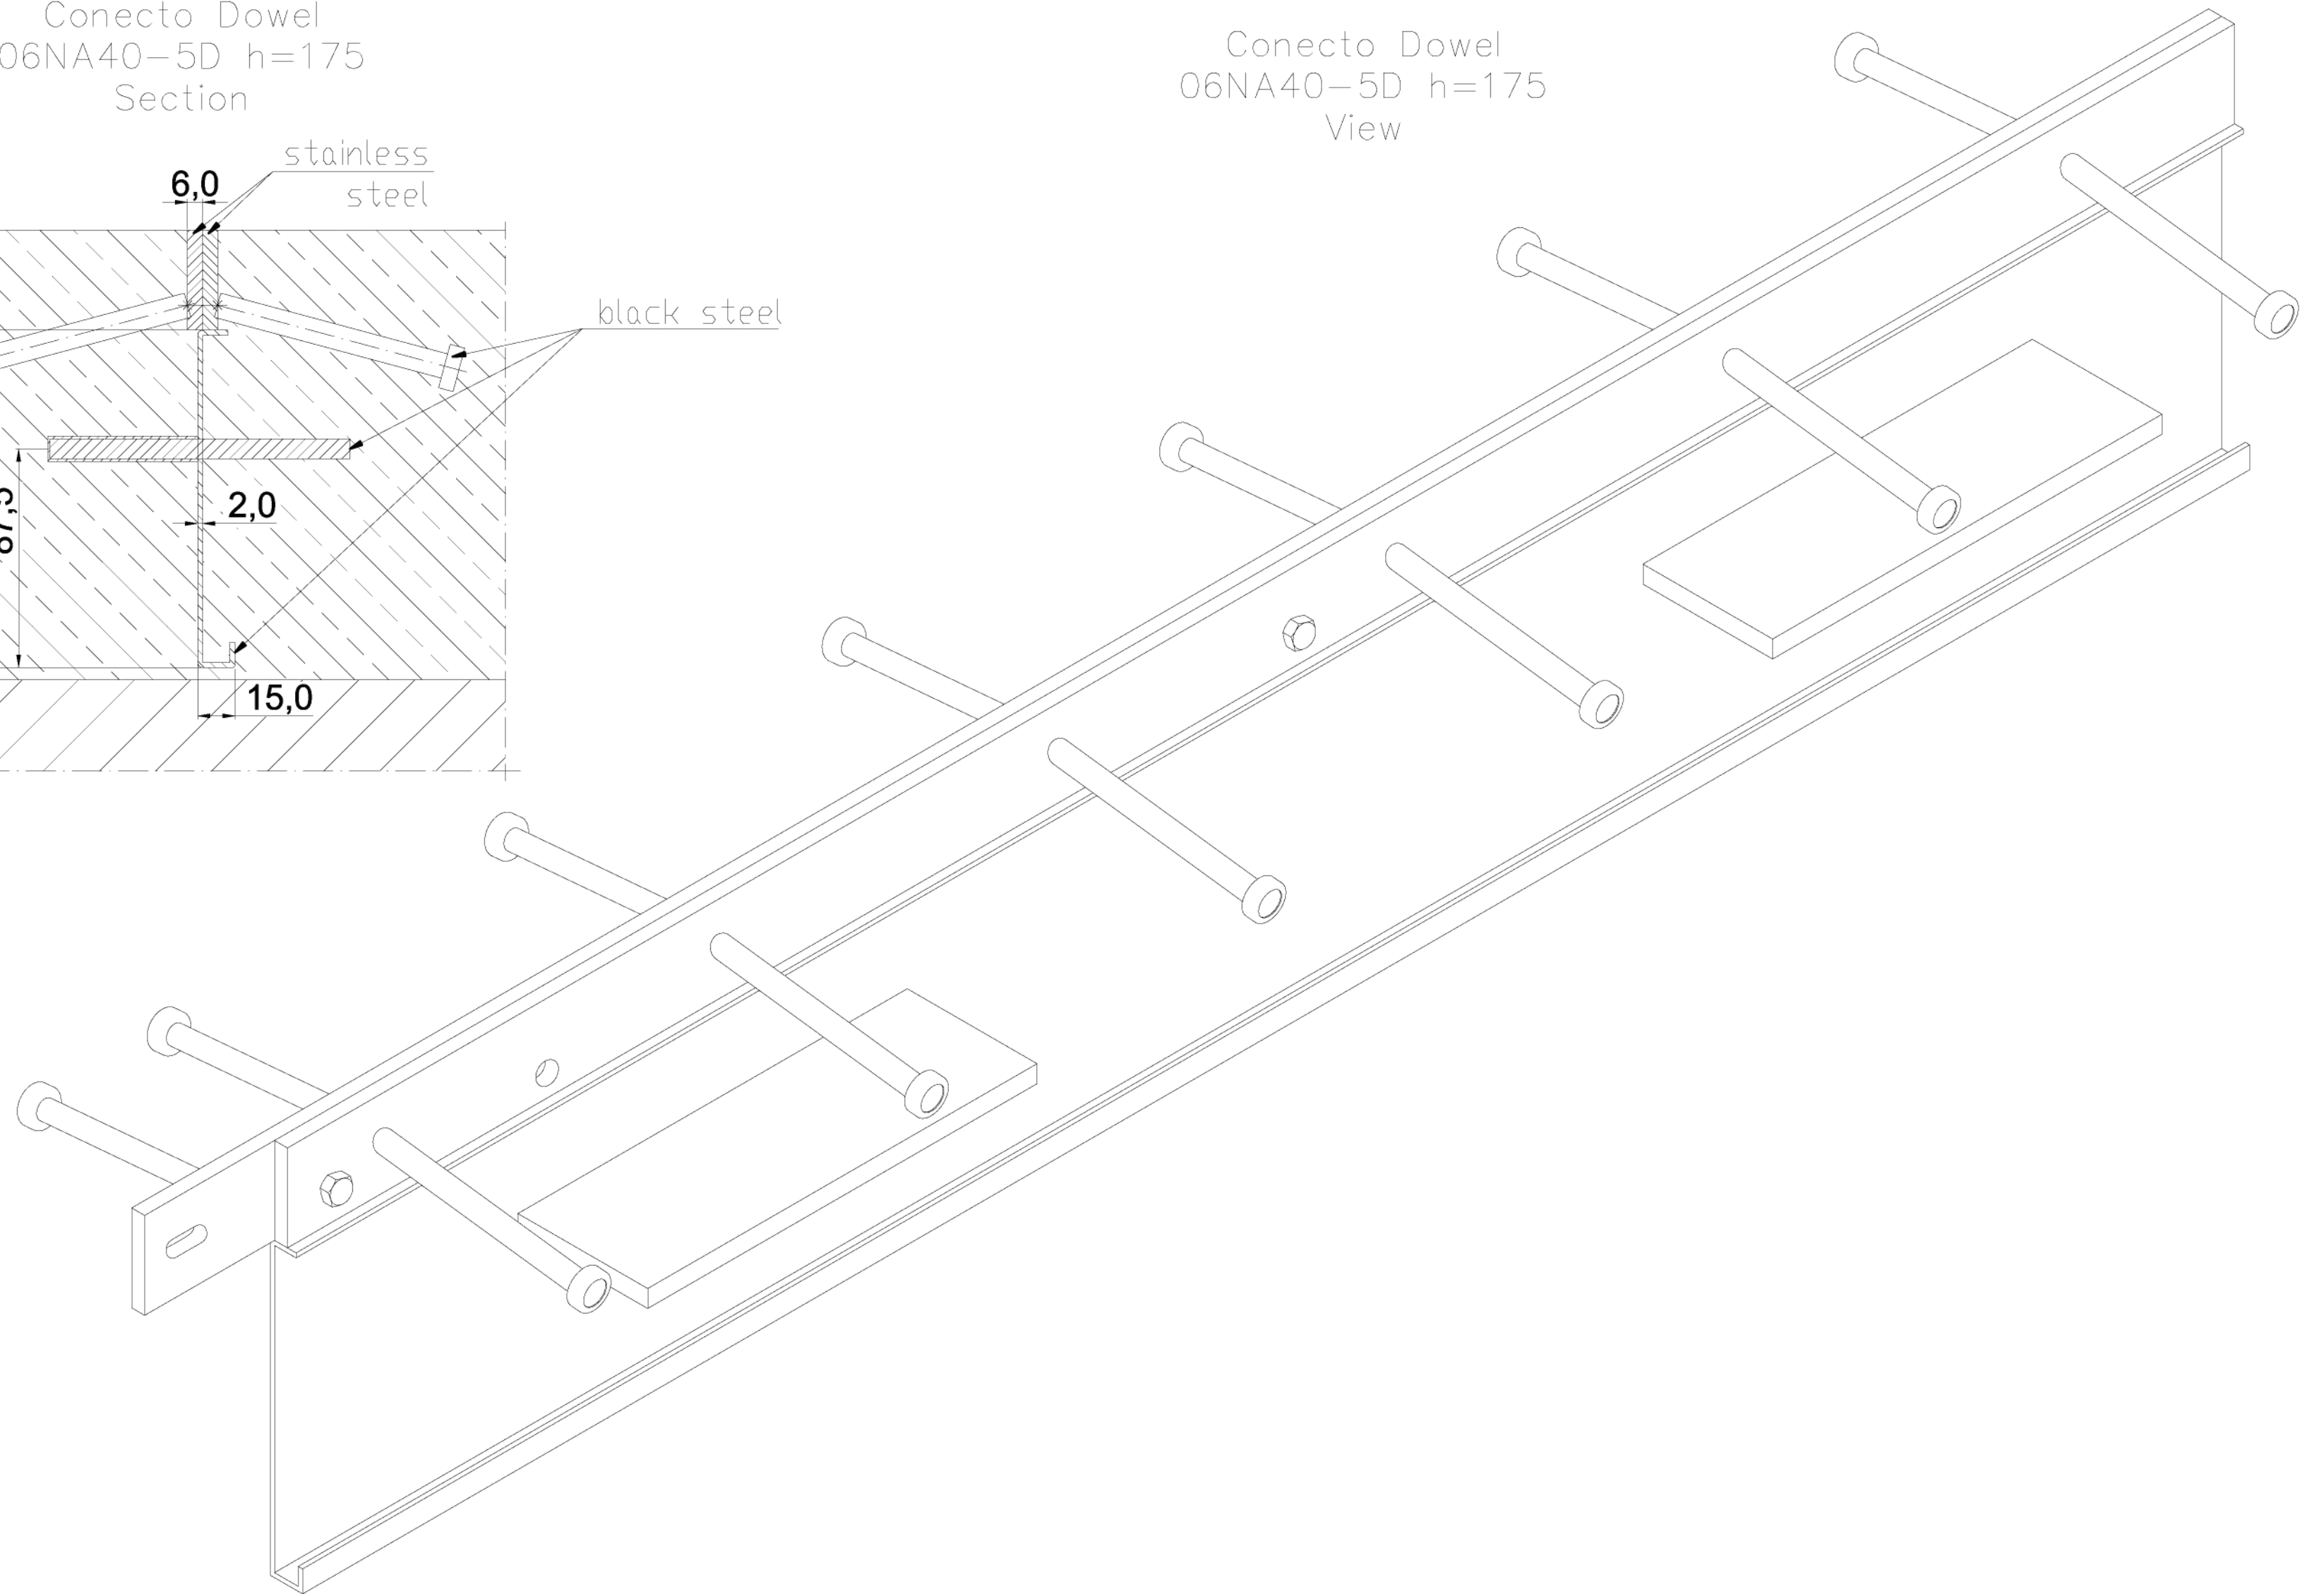 Conecto Dowel
06NA40-5D h=175
Section
Conecto Dowel
06NA40-5D h=175
View
stainless
steel
6,0
black steel
2,0
15,0